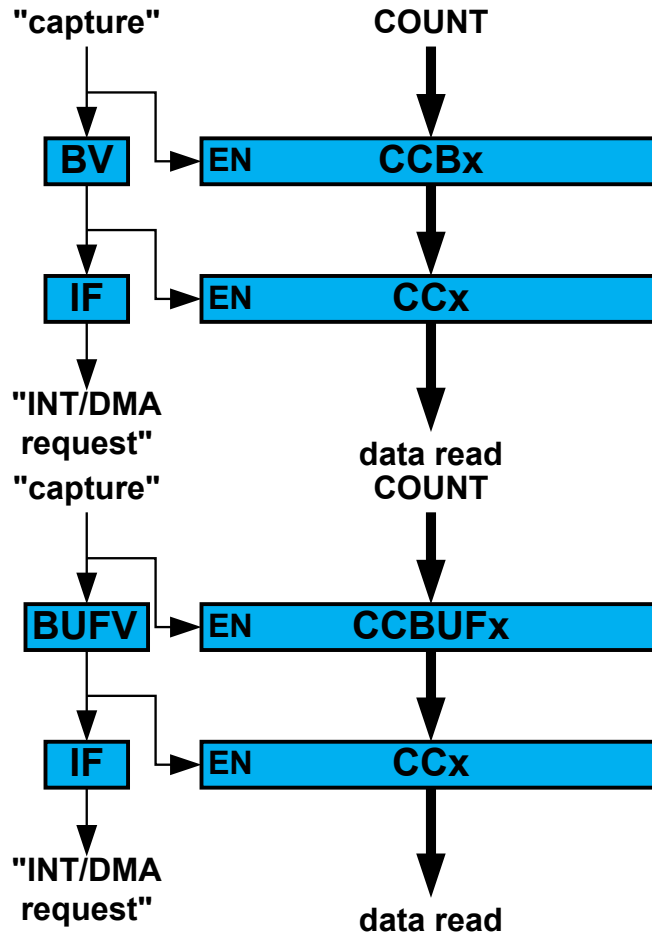 "capture" COUNT
BV EN CCBx
IF EN CCx
"INT/DMA
request"
data read
"capture" COUNT
BUFV EN CCBUFx
IF EN CCx
"INT/DMA
request"
data read